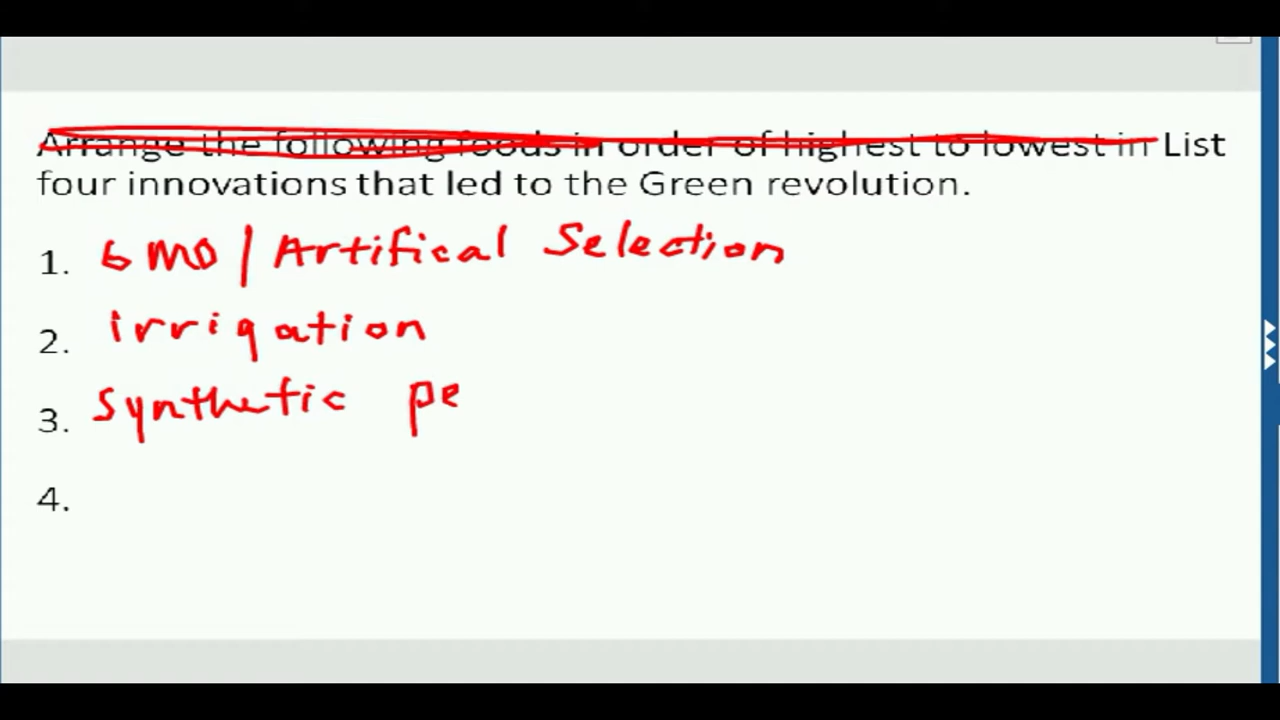 Arrange the following foods in order of highest to lowest in List
four innovations that led to the Green revolution.
1. GMO | Artifical Selection
2. irrigation
3. Synthetic pe
4.